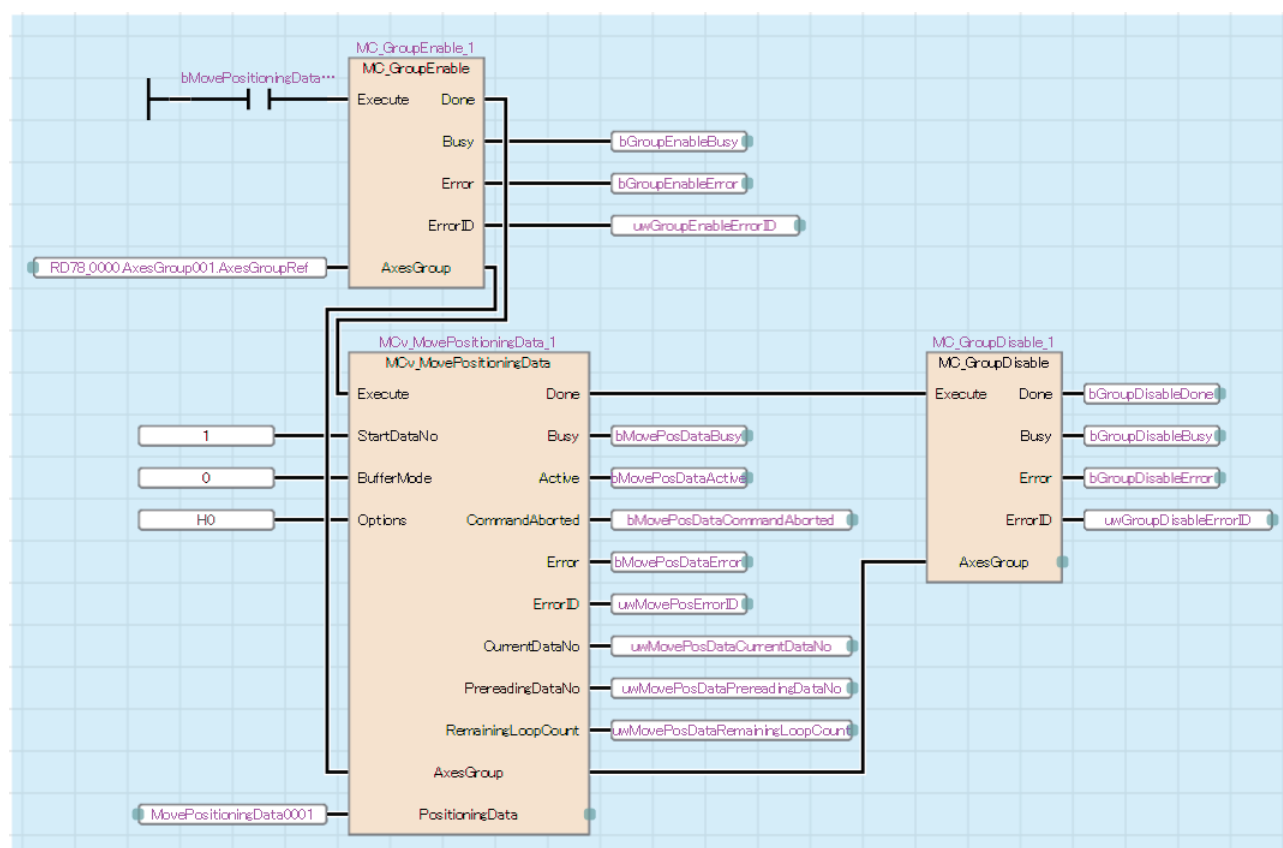 MC_GroupEnable_1
MC_GroupEnable
bMovePositioningData…
Execute Done
Busy bGroupEnableBusy
Error bGroupEnableError
ErrorID uwGroupEnableErrorID
RD78_0000.AxesGroup001.AxesGroupRef AxesGroup
MCv_MovePositioningData_1 MC_GroupDisable_1
MCv_MovePositioningData MC_GroupDisable
Execute Done Execute Done bGroupDisableDone
1 StartDataNo Busy bMovePosDataBusy Busy bGroupDisableBusy
0 BufferMode Active bMovePosDataActive Error bGroupDisableError
H0 Options CommandAborted bMovePosDataCommandAborted ErrorID uwGroupDisableErrorID
Error bMovePosDataError AxesGroup
ErrorID uwMovePosErrorID
CurrentDataNo uwMovePosDataCurrentDataNo
PrereadingDataNo uwMovePosDataPrereadingDataNo
RemainingLoopCount uwMovePosDataRemainingLoopCount
AxesGroup
MovePositioningData0001 PositioningData